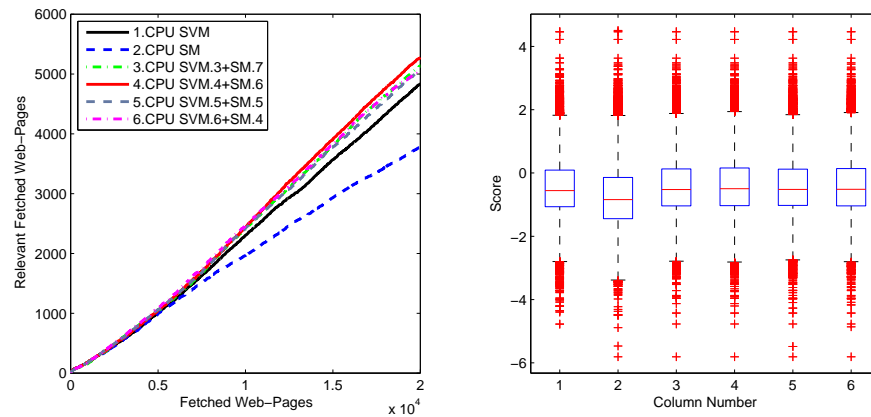 1.CPU SVM
2.CPU SM
3.CPU SVM.3+SM.7
4.CPU SVM.4+SM.6
5.CPU SVM.5+SM.5
6.CPU SVM.6+SM.4
6000
5000
4000
3000
2000
1000
0
Relevant Fetched Web−Pages
0 0.5 1 1.5 2
x 10^4
Fetched Web−Pages
4
2
0
−2
−4
−6
Score
1 2 3 4 5 6
Column Number